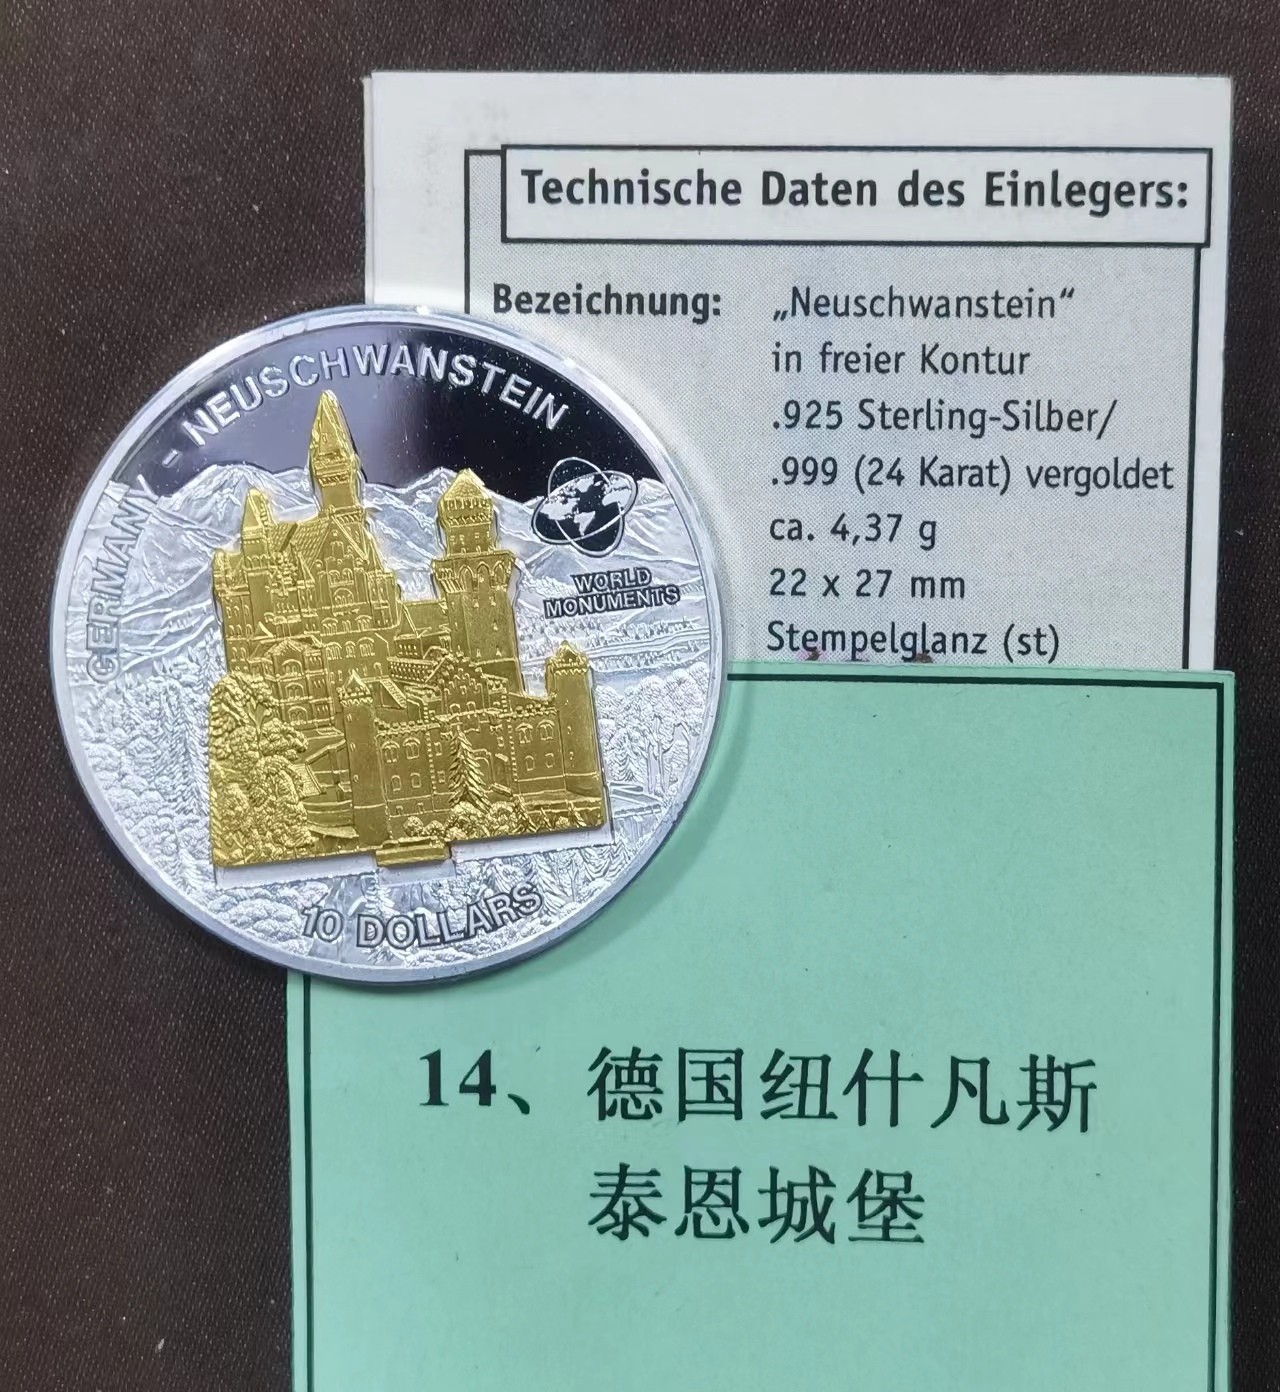 Technische Daten des Einlegers:
Bezeichnung: „Neuschwanstein“
in freier Kontur
.925 Sterling-Silber/
.999 (24 Karat) vergoldet
ca. 4,37 g
22 x 27 mm
Stempelglanz (st)
GERMANY - NEUSCHWANSTEIN
WORLD
MONUMENTS
10 DOLLARS
14、德国纽什凡斯
泰恩城堡